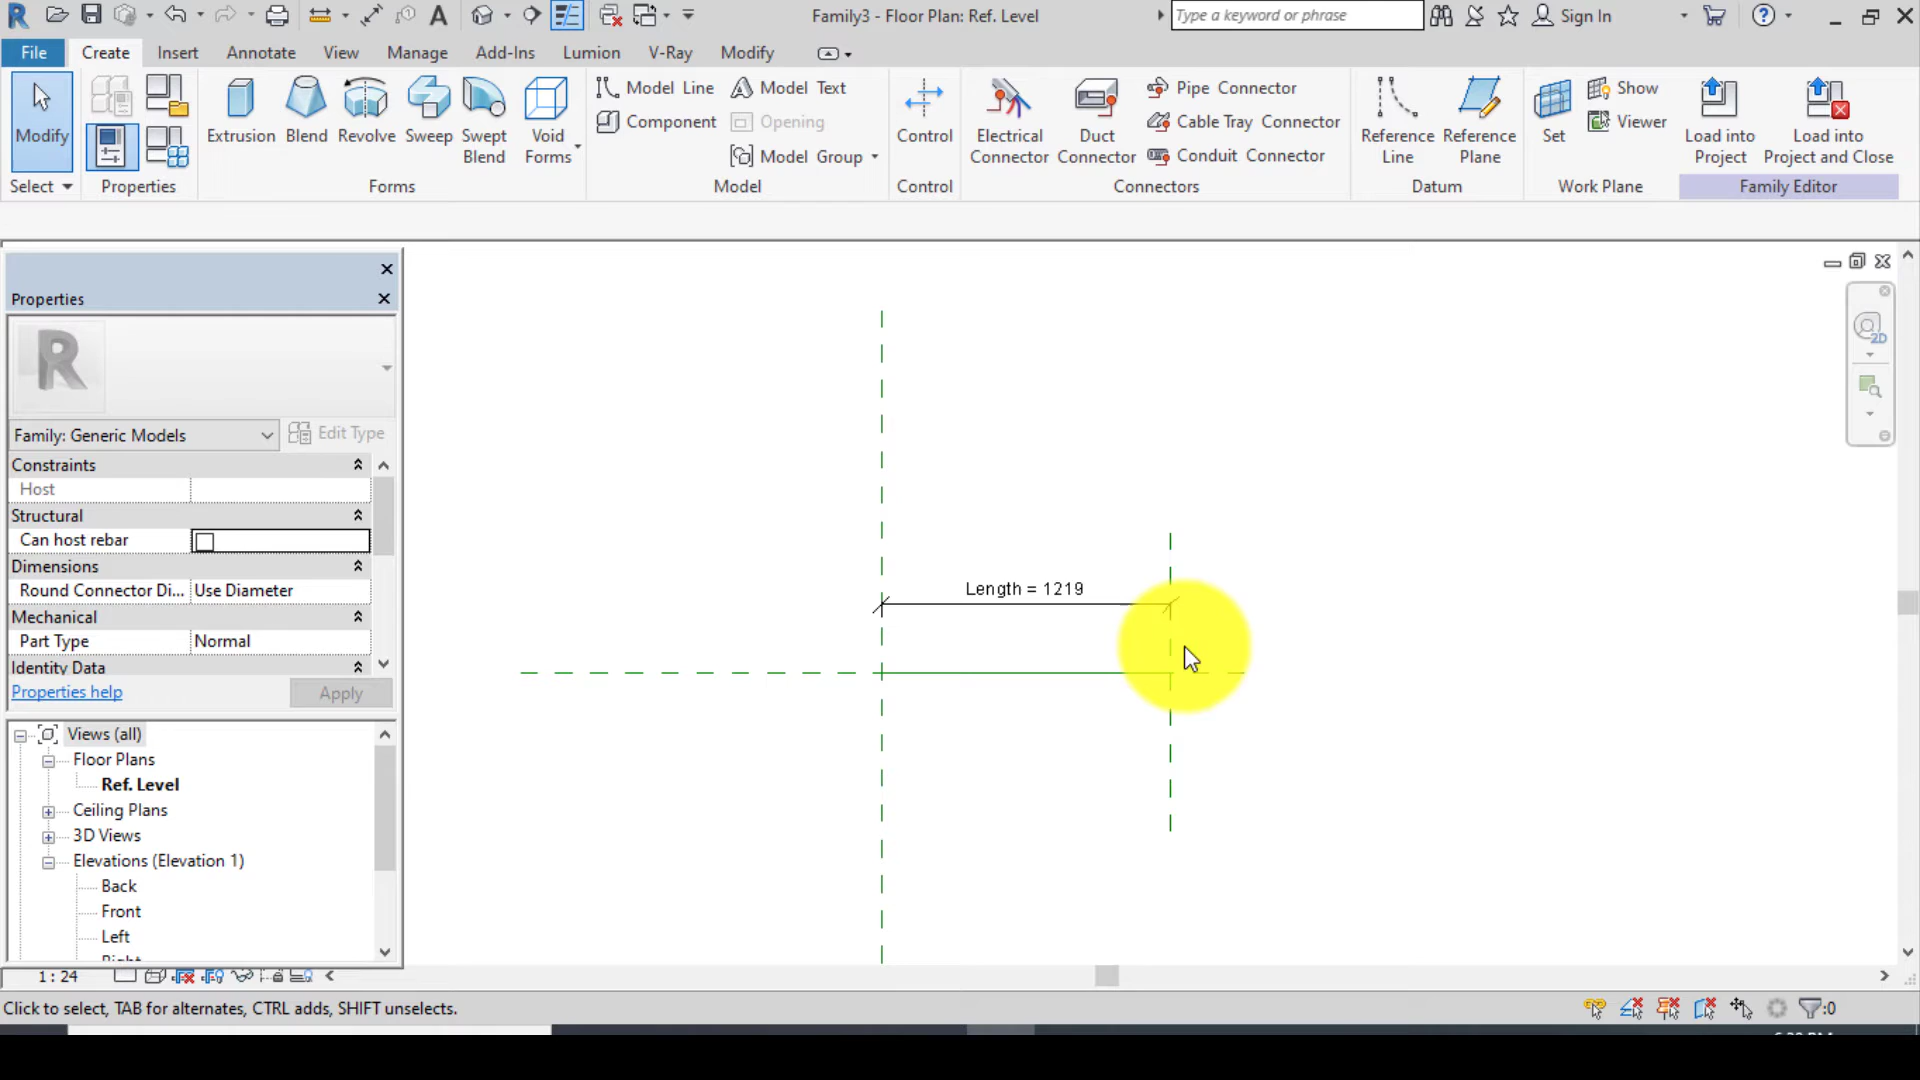 Family3 - Floor Plan: Ref. Level
Type a keyword or phrase
Sign In
File
Create
Insert
Annotate
View
Manage
Add-Ins
Lumion
V-Ray
Modify
Modify
Select
Properties
Extrusion
Blend
Revolve
Sweep
Swept
Blend
Void
Forms
Forms
Model Line
Component
Model Text
Opening
Model Group
Model
Control
Control
Electrical
Connector
Duct
Connector
Pipe Connector
Cable Tray Connector
Conduit Connector
Connectors
Reference
Line
Reference
Plane
Datum
Set
Show
Viewer
Work Plane
Load into
Project
Load into
Project and Close
Family Editor
Properties
Family: Generic Models
Edit Type
Constraints
Host
Structural
Can host rebar
Dimensions
Round Connector Di...
Use Diameter
Mechanical
Part Type
Normal
Identity Data
Properties help
Apply
Views (all)
Floor Plans
Ref. Level
Ceiling Plans
3D Views
Elevations (Elevation 1)
Back
Front
Left
Length = 1219
2D
1 : 24
Click to select, TAB for alternates, CTRL adds, SHIFT unselects.
:0